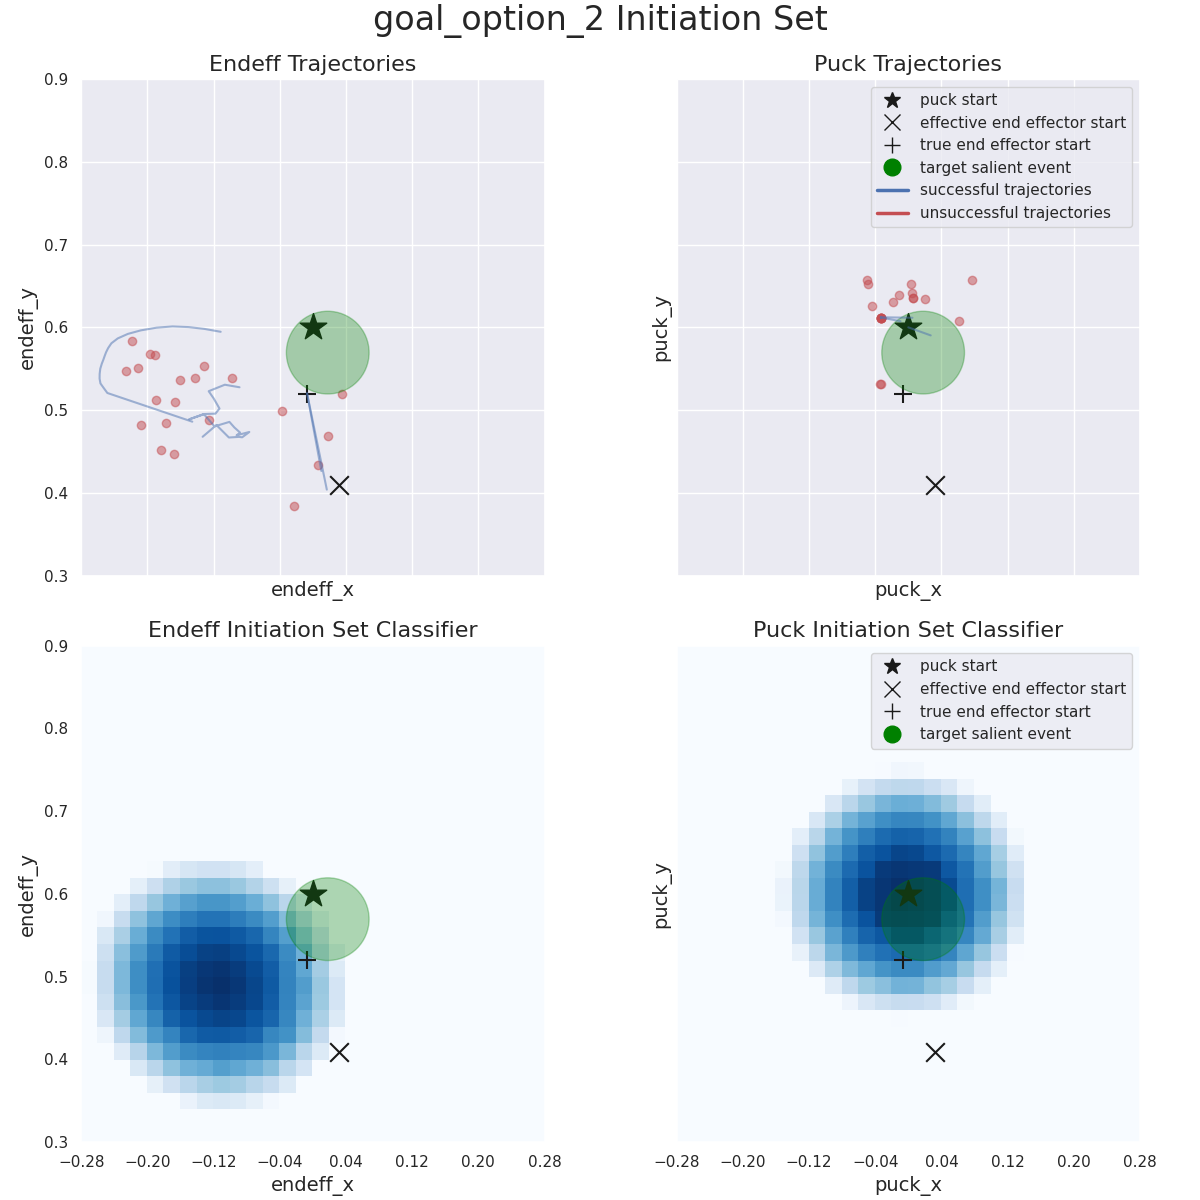 goal_option_2 Initiation Set
Endeff Trajectories
endeff_y
0.9
0.8
0.7
0.6
0.5
0.4
0.3
endeff_x
Puck Trajectories
puck_y
puck start
effective end effector start
true end effector start
target salient event
successful trajectories
unsuccessful trajectories
puck_x
Endeff Initiation Set Classifier
endeff_y
0.9
0.8
0.7
0.6
0.5
0.4
0.3
−0.28 −0.20 −0.12 −0.04 0.04 0.12 0.20 0.28
endeff_x
Puck Initiation Set Classifier
puck_y
puck start
effective end effector start
true end effector start
target salient event
−0.28 −0.20 −0.12 −0.04 0.04 0.12 0.20 0.28
puck_x